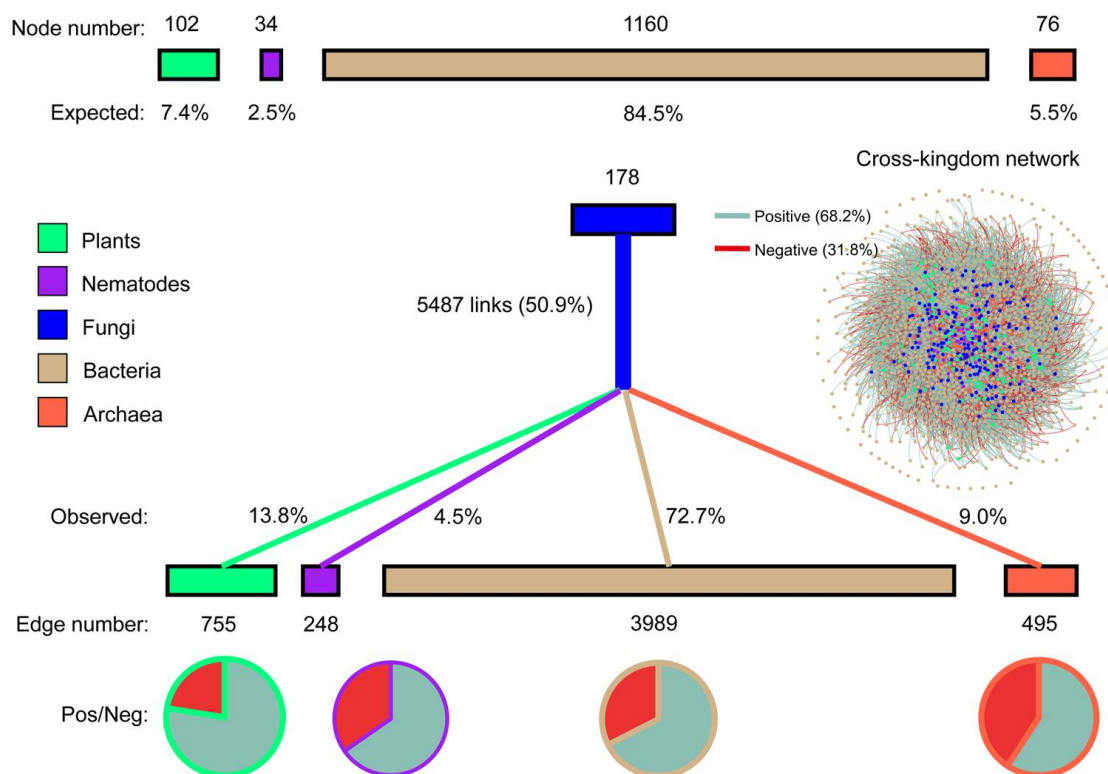 Node number: 102 34 1160 76
Expected: 7.4% 2.5% 84.5% 5.5%
Cross-kingdom network
178
Positive (68.2%)
Negative (31.8%)
Plants
Nematodes
Fungi
Bacteria
Archaea
5487 links (50.9%)
Observed: 13.8% 4.5% 72.7% 9.0%
Edge number: 755 248 3989 495
Pos/Neg: